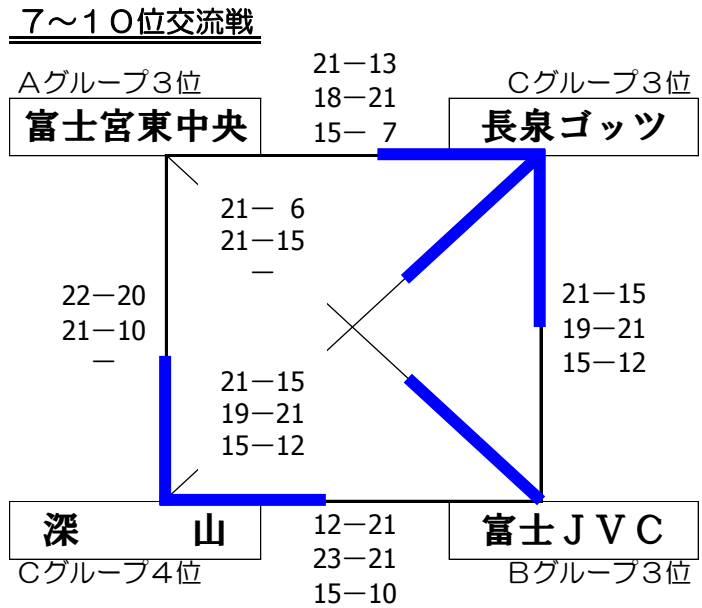 ７～１０位交流戦
Aグループ３位
富士宮東中央
21－13
18－21
15－ 7
Cグループ３位
長泉ゴッツ
21－ 6
21－15
－
22－20
21－10
－
21－15
19－21
15－12
21－15
19－21
15－12
深　　山
Cグループ４位
12－21
23－21
15－10
富士ＪＶＣ
Bグループ３位